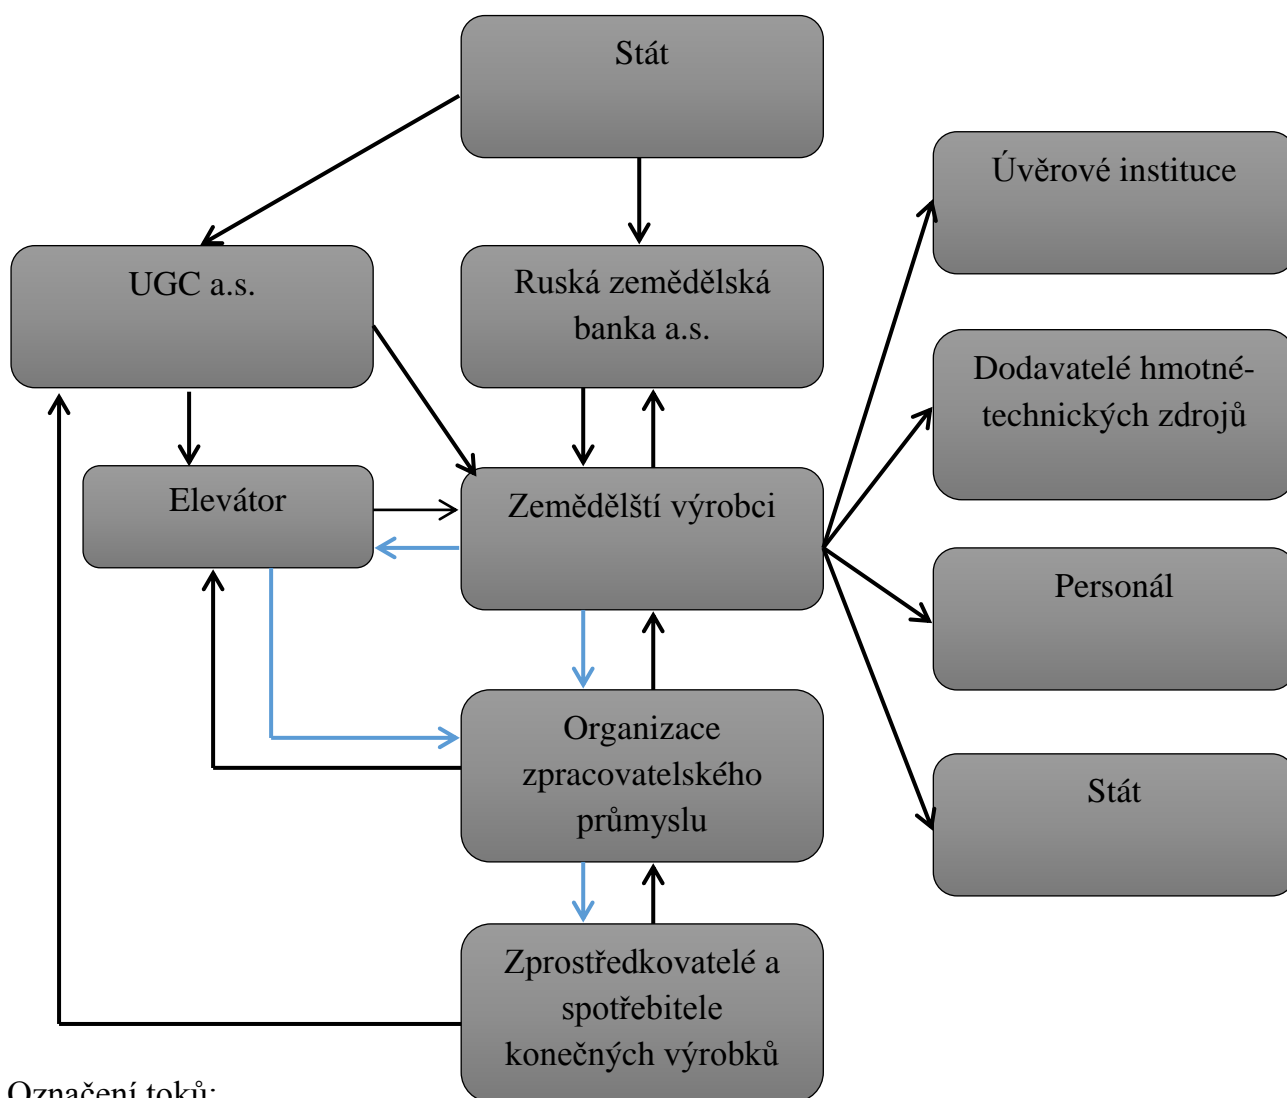 Stát
Úvěrové instituce
UGC a.s.
Ruská zemědělská
banka a.s.
Dodavatelé hmotné-
technických zdrojů
Elevátor
Zemědělští výrobci
Personál
Organizace
zpracovatelského
průmyslu
Stát
Zprostředkovatelé a
spotřebitele
konečných výrobků
Označení toků: